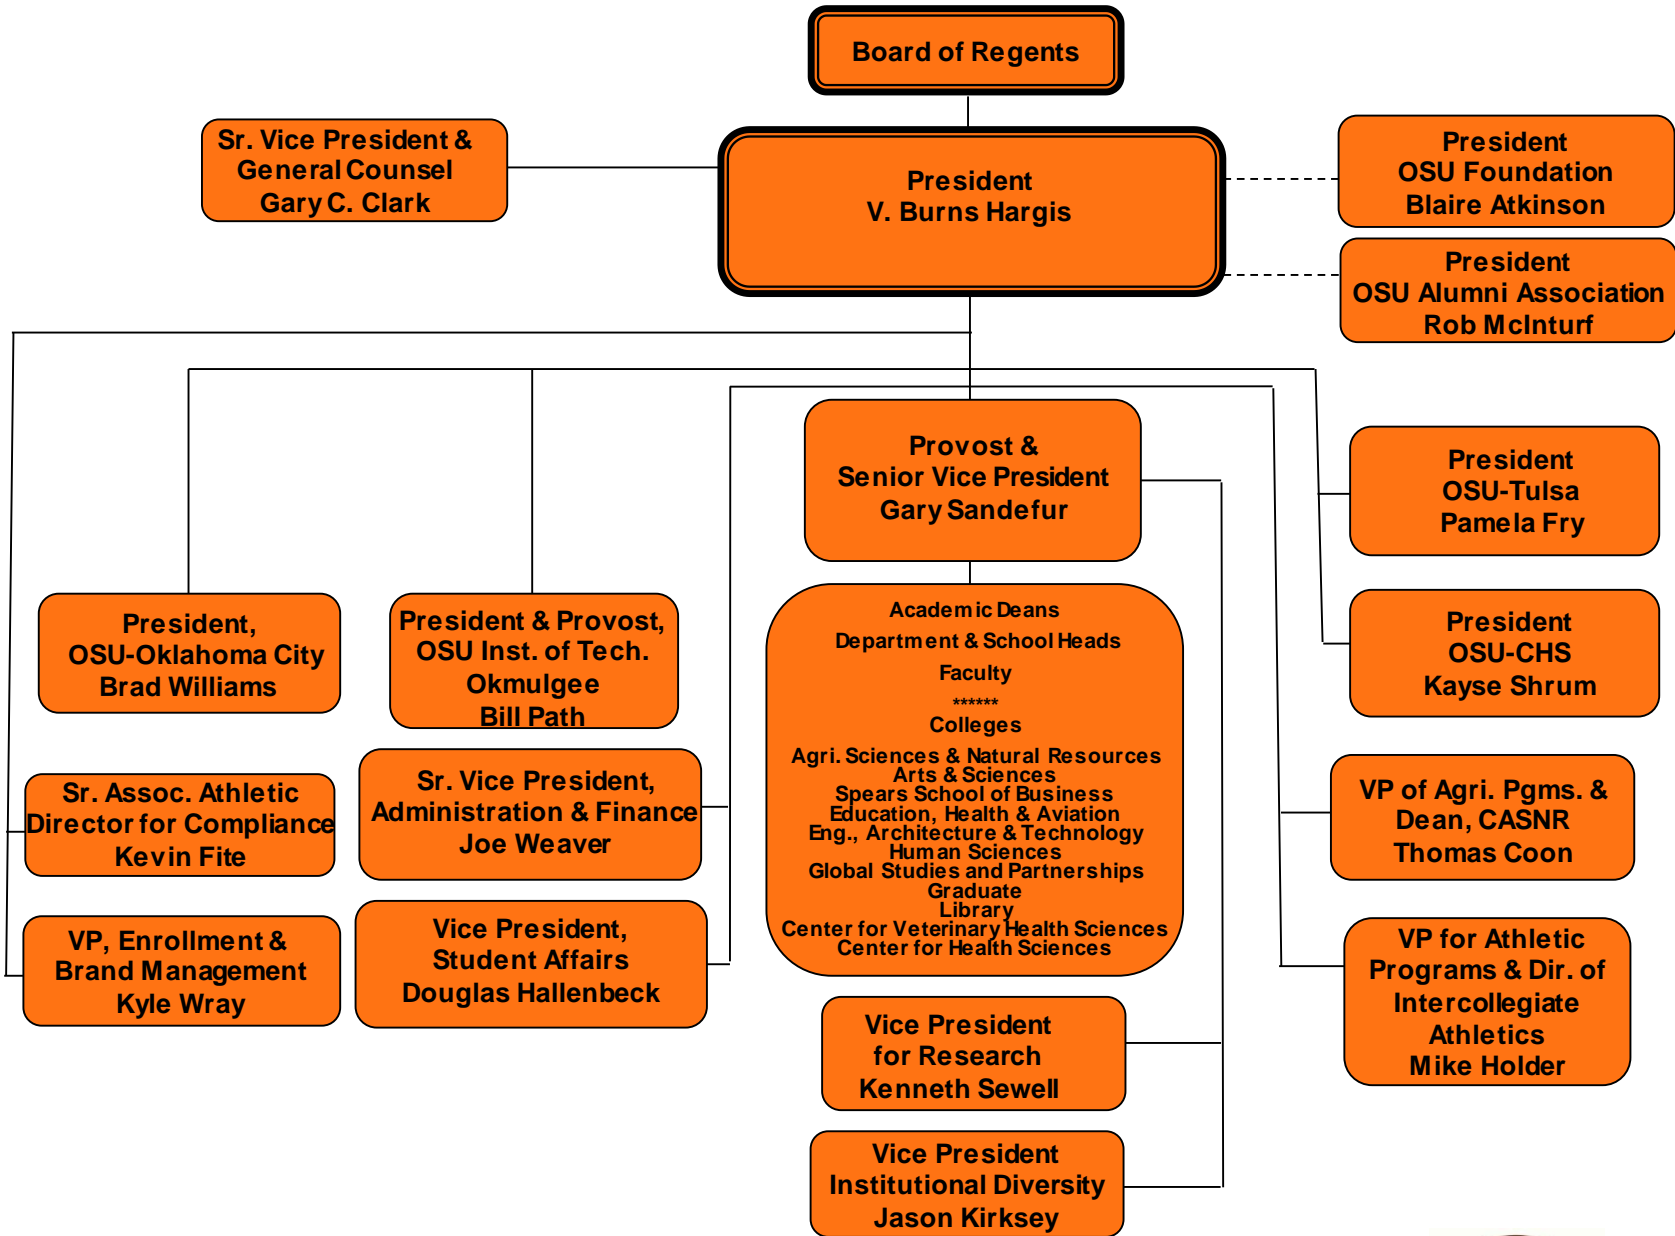 Board of Regents
Sr. Vice President &
General Counsel
Gary C. Clark
President
V. Burns Hargis
President
OSU Foundation
Blaire Atkinson
President
OSU Alumni Association
Rob McInturf
Provost &
Senior Vice President
Gary Sandefur
President
OSU-Tulsa
Pamela Fry
President,
OSU-Oklahoma City
Brad Williams
President & Provost,
OSU Inst. of Tech.
Okmulgee
Bill Path
Academic Deans
Department & School Heads
Faculty
******
Colleges
Agri. Sciences & Natural Resources
Arts & Sciences
Spears School of Business
Education, Health & Aviation
Eng., Architecture & Technology
Human Sciences
Global Studies and Partnerships
Graduate
Library
Center for Veterinary Health Sciences
Center for Health Sciences
President
OSU-CHS
Kayse Shrum
Sr. Assoc. Athletic
Director for Compliance
Kevin Fite
Sr. Vice President,
Administration & Finance
Joe Weaver
VP of Agri. Pgms. &
Dean, CASNR
Thomas Coon
VP, Enrollment &
Brand Management
Kyle Wray
Vice President,
Student Affairs
Douglas Hallenbeck
VP for Athletic
Programs & Dir. of
Intercollegiate
Athletics
Mike Holder
Vice President
for Research
Kenneth Sewell
Vice President
Institutional Diversity
Jason Kirksey